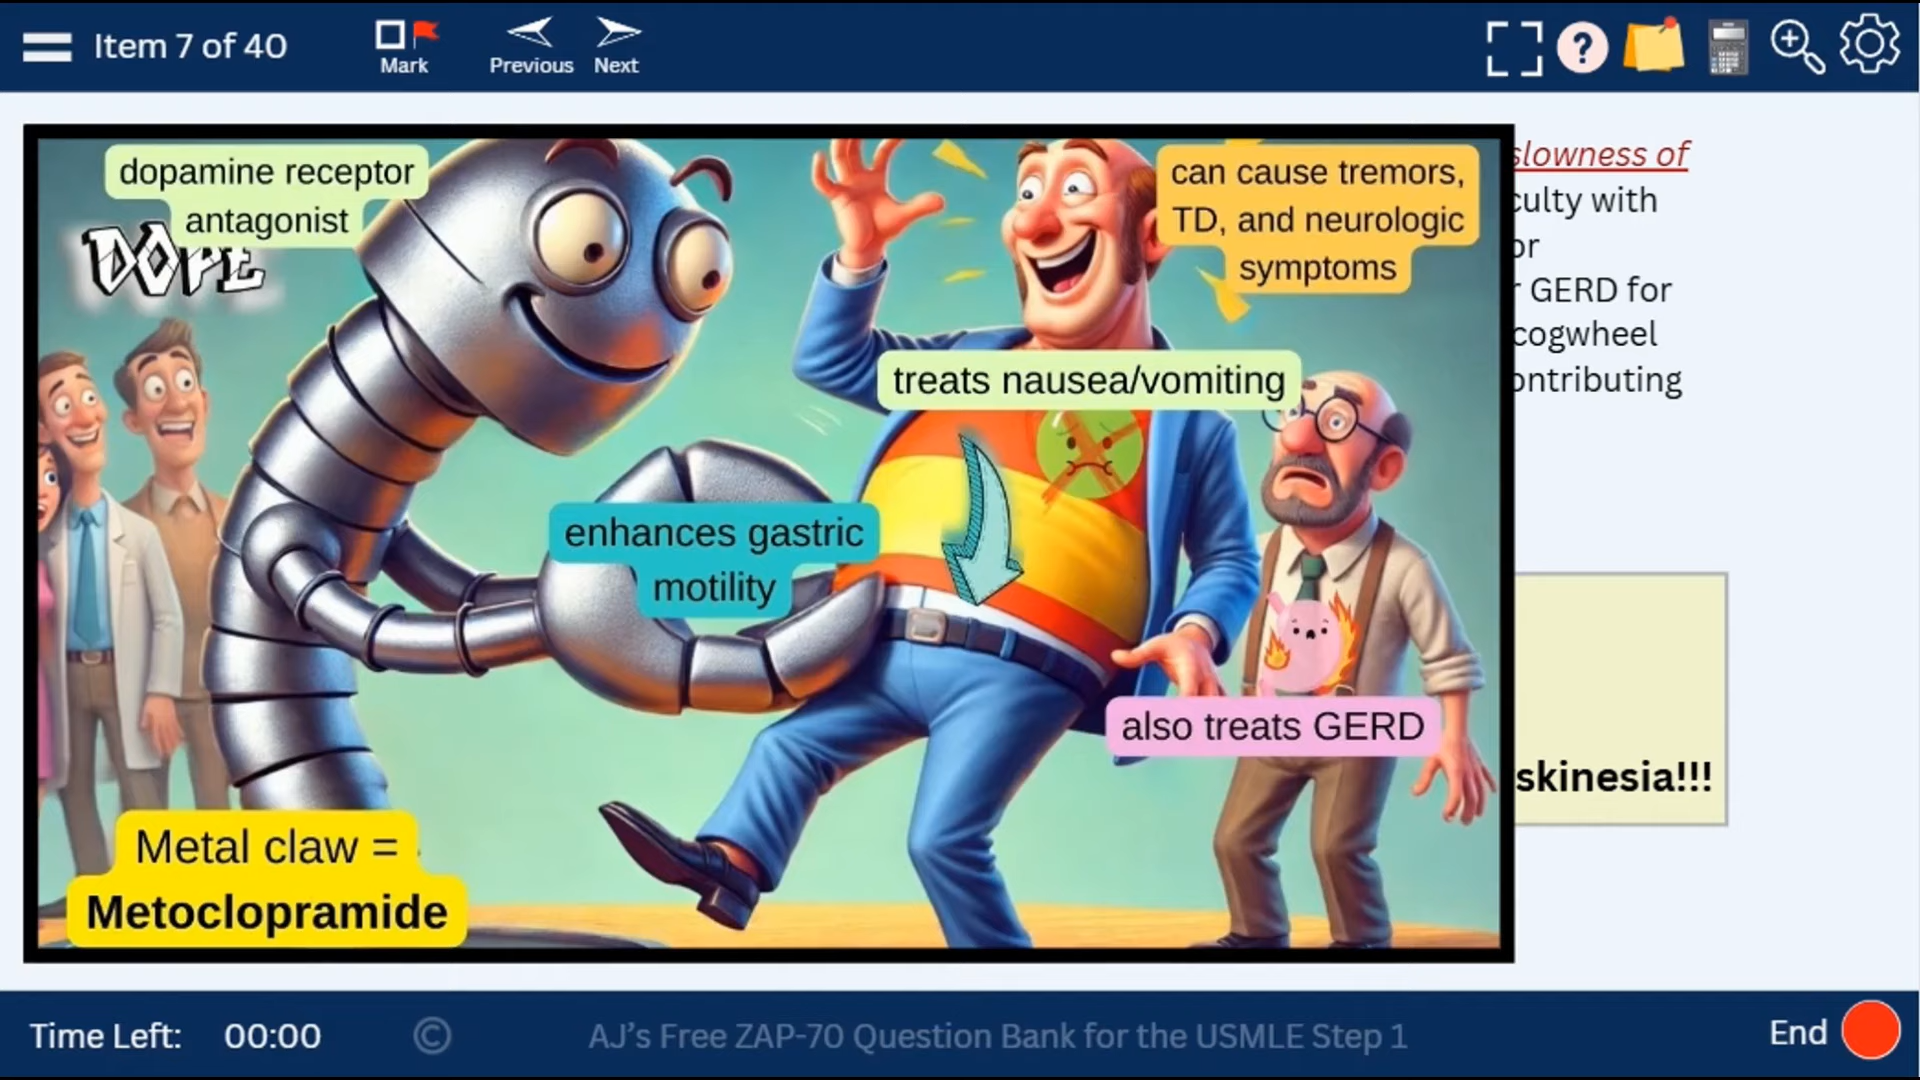 Item 7 of 40
Mark
Previous
Next
?
dopamine receptor
antagonist
DOPE
can cause tremors,
TD, and neurologic
symptoms
slowness of
culty with
or
r GERD for
cogwheel
ontributing
treats nausea/vomiting
enhances gastric
motility
also treats GERD
skinesia!!!
Metal claw =
Metoclopramide
Time Left: 00:00
©
AJ's Free ZAP-70 Question Bank for the USMLE Step 1
End